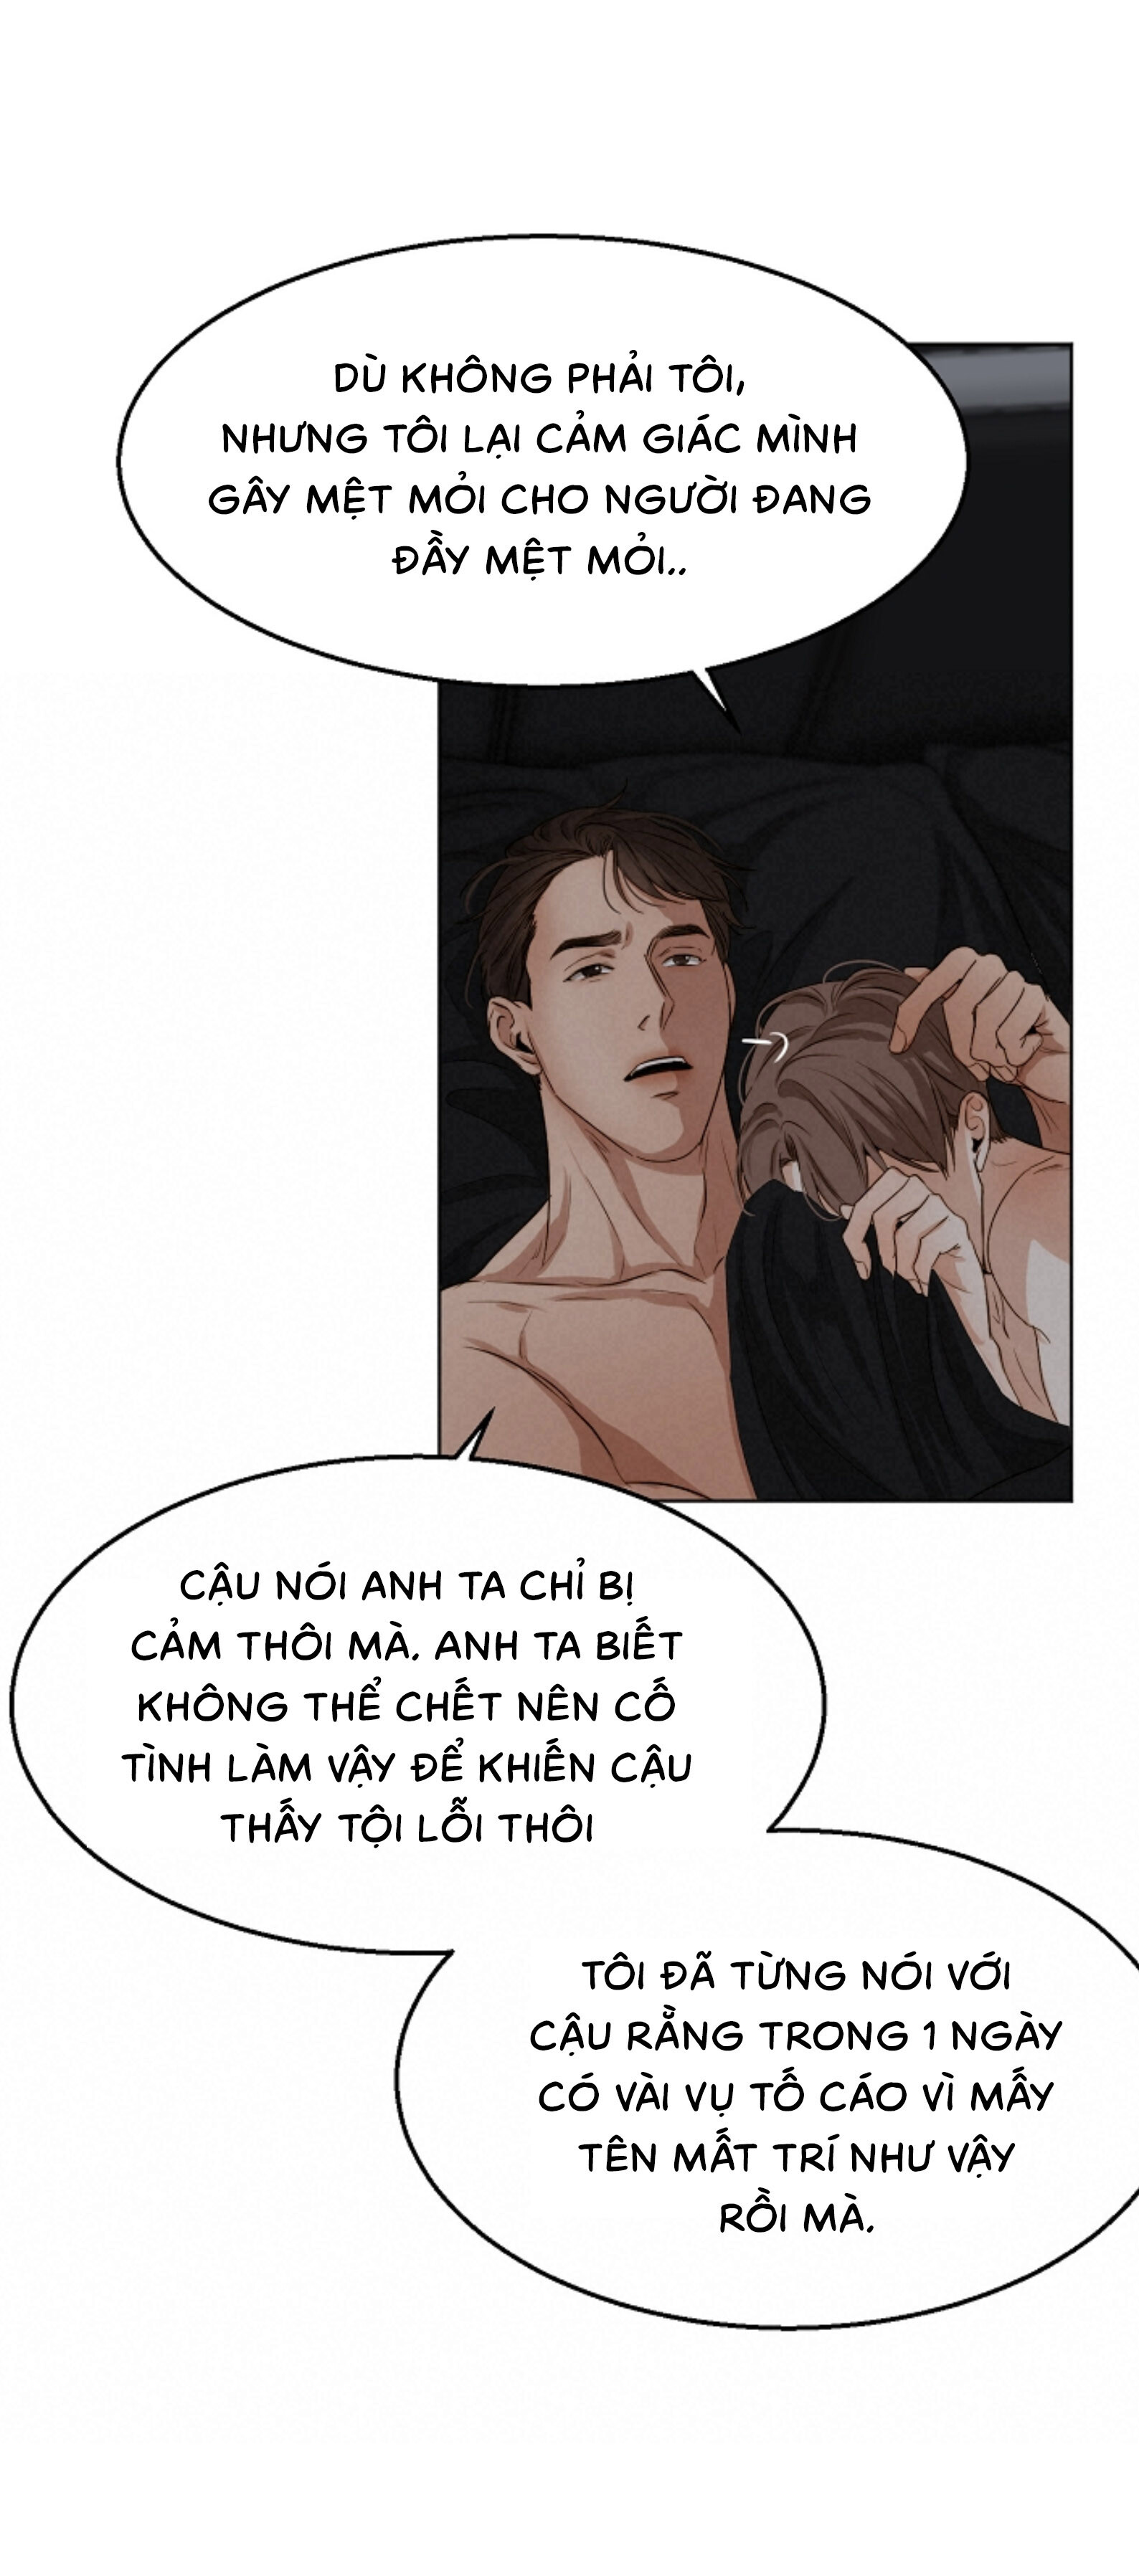 DÙ KHÔNG PHẢI TÔI,
NHƯNG TÔI LẠI CẢM GIÁC MÌNH
GÂY MỆT MỎI CHO NGƯỜI ĐANG
ĐẦY MỆT MỎI..
CẬU NÓI ANH TA CHỈ BỊ
CẢM THÔI MÀ. ANH TA BIẾT
KHÔNG THỂ CHẾT NÊN CỐ
TÌNH LÀM VẬY ĐỂ KHIẾN CẬU
THẤY TỘI LỖI THÔI
TÔI ĐÃ TỪNG NÓI VỚI
CẬU RẰNG TRONG 1 NGÀY
CÓ VÀI VỤ TỐ CÁO VÌ MẤY
TÊN MẤT TRÍ NHƯ VẬY
RỒI MÀ.